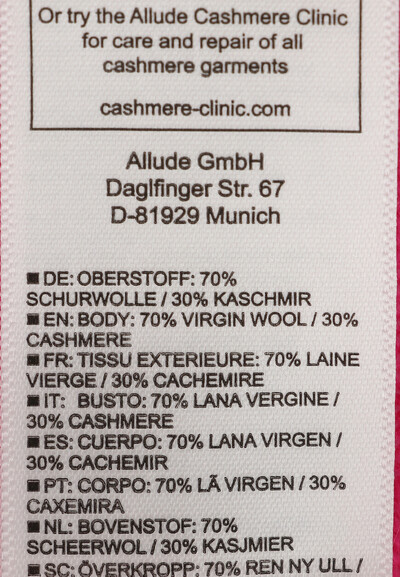 Or try the Allude Cashmere Clinic
for care and repair of all
cashmere garments
cashmere-clinic.com
Allude GmbH
Daglfinger Str. 67
D-81929 Munich
■ DE: OBERSTOFF: 70%
SCHURWOLLE / 30% KASCHMIR
■ EN: BODY: 70% VIRGIN WOOL / 30%
CASHMERE
■ FR: TISSU EXTERIEURE: 70% LAINE
VIERGE / 30% CACHEMIRE
■ IT: BUSTO: 70% LANA VERGINE /
30% CASHMERE
■ ES: CUERPO: 70% LANA VIRGEN /
30% CACHEMIR
■ PT: CORPO: 70% LÃ VIRGEN / 30%
CAXEMIRA
■ NL: BOVENSTOF: 70%
SCHEERWOL / 30% KASJMIER
■ SC: ÖVERKROPP: 70% REN NY ULL /